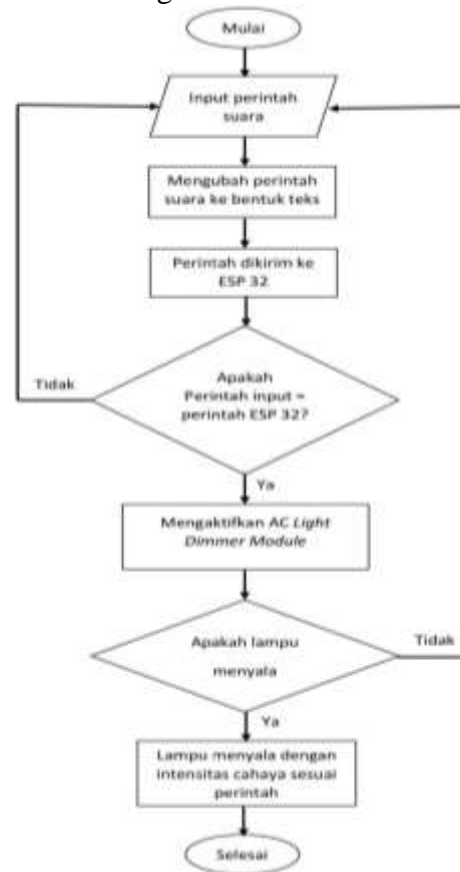 Mulai
Input perintah
suara
Mengubah perintah
suara ke bentuk teks
Perintah dikirim ke
ESP 32
Apakah
Perintah input =
perintah ESP 32?
Tidak
Ya
Mengaktifkan AC Light
Dimmer Module
Apakah lampu
menyala
Tidak
Ya
Lampu menyala dengan
intensitas cahaya sesuai
perintah
Selesai